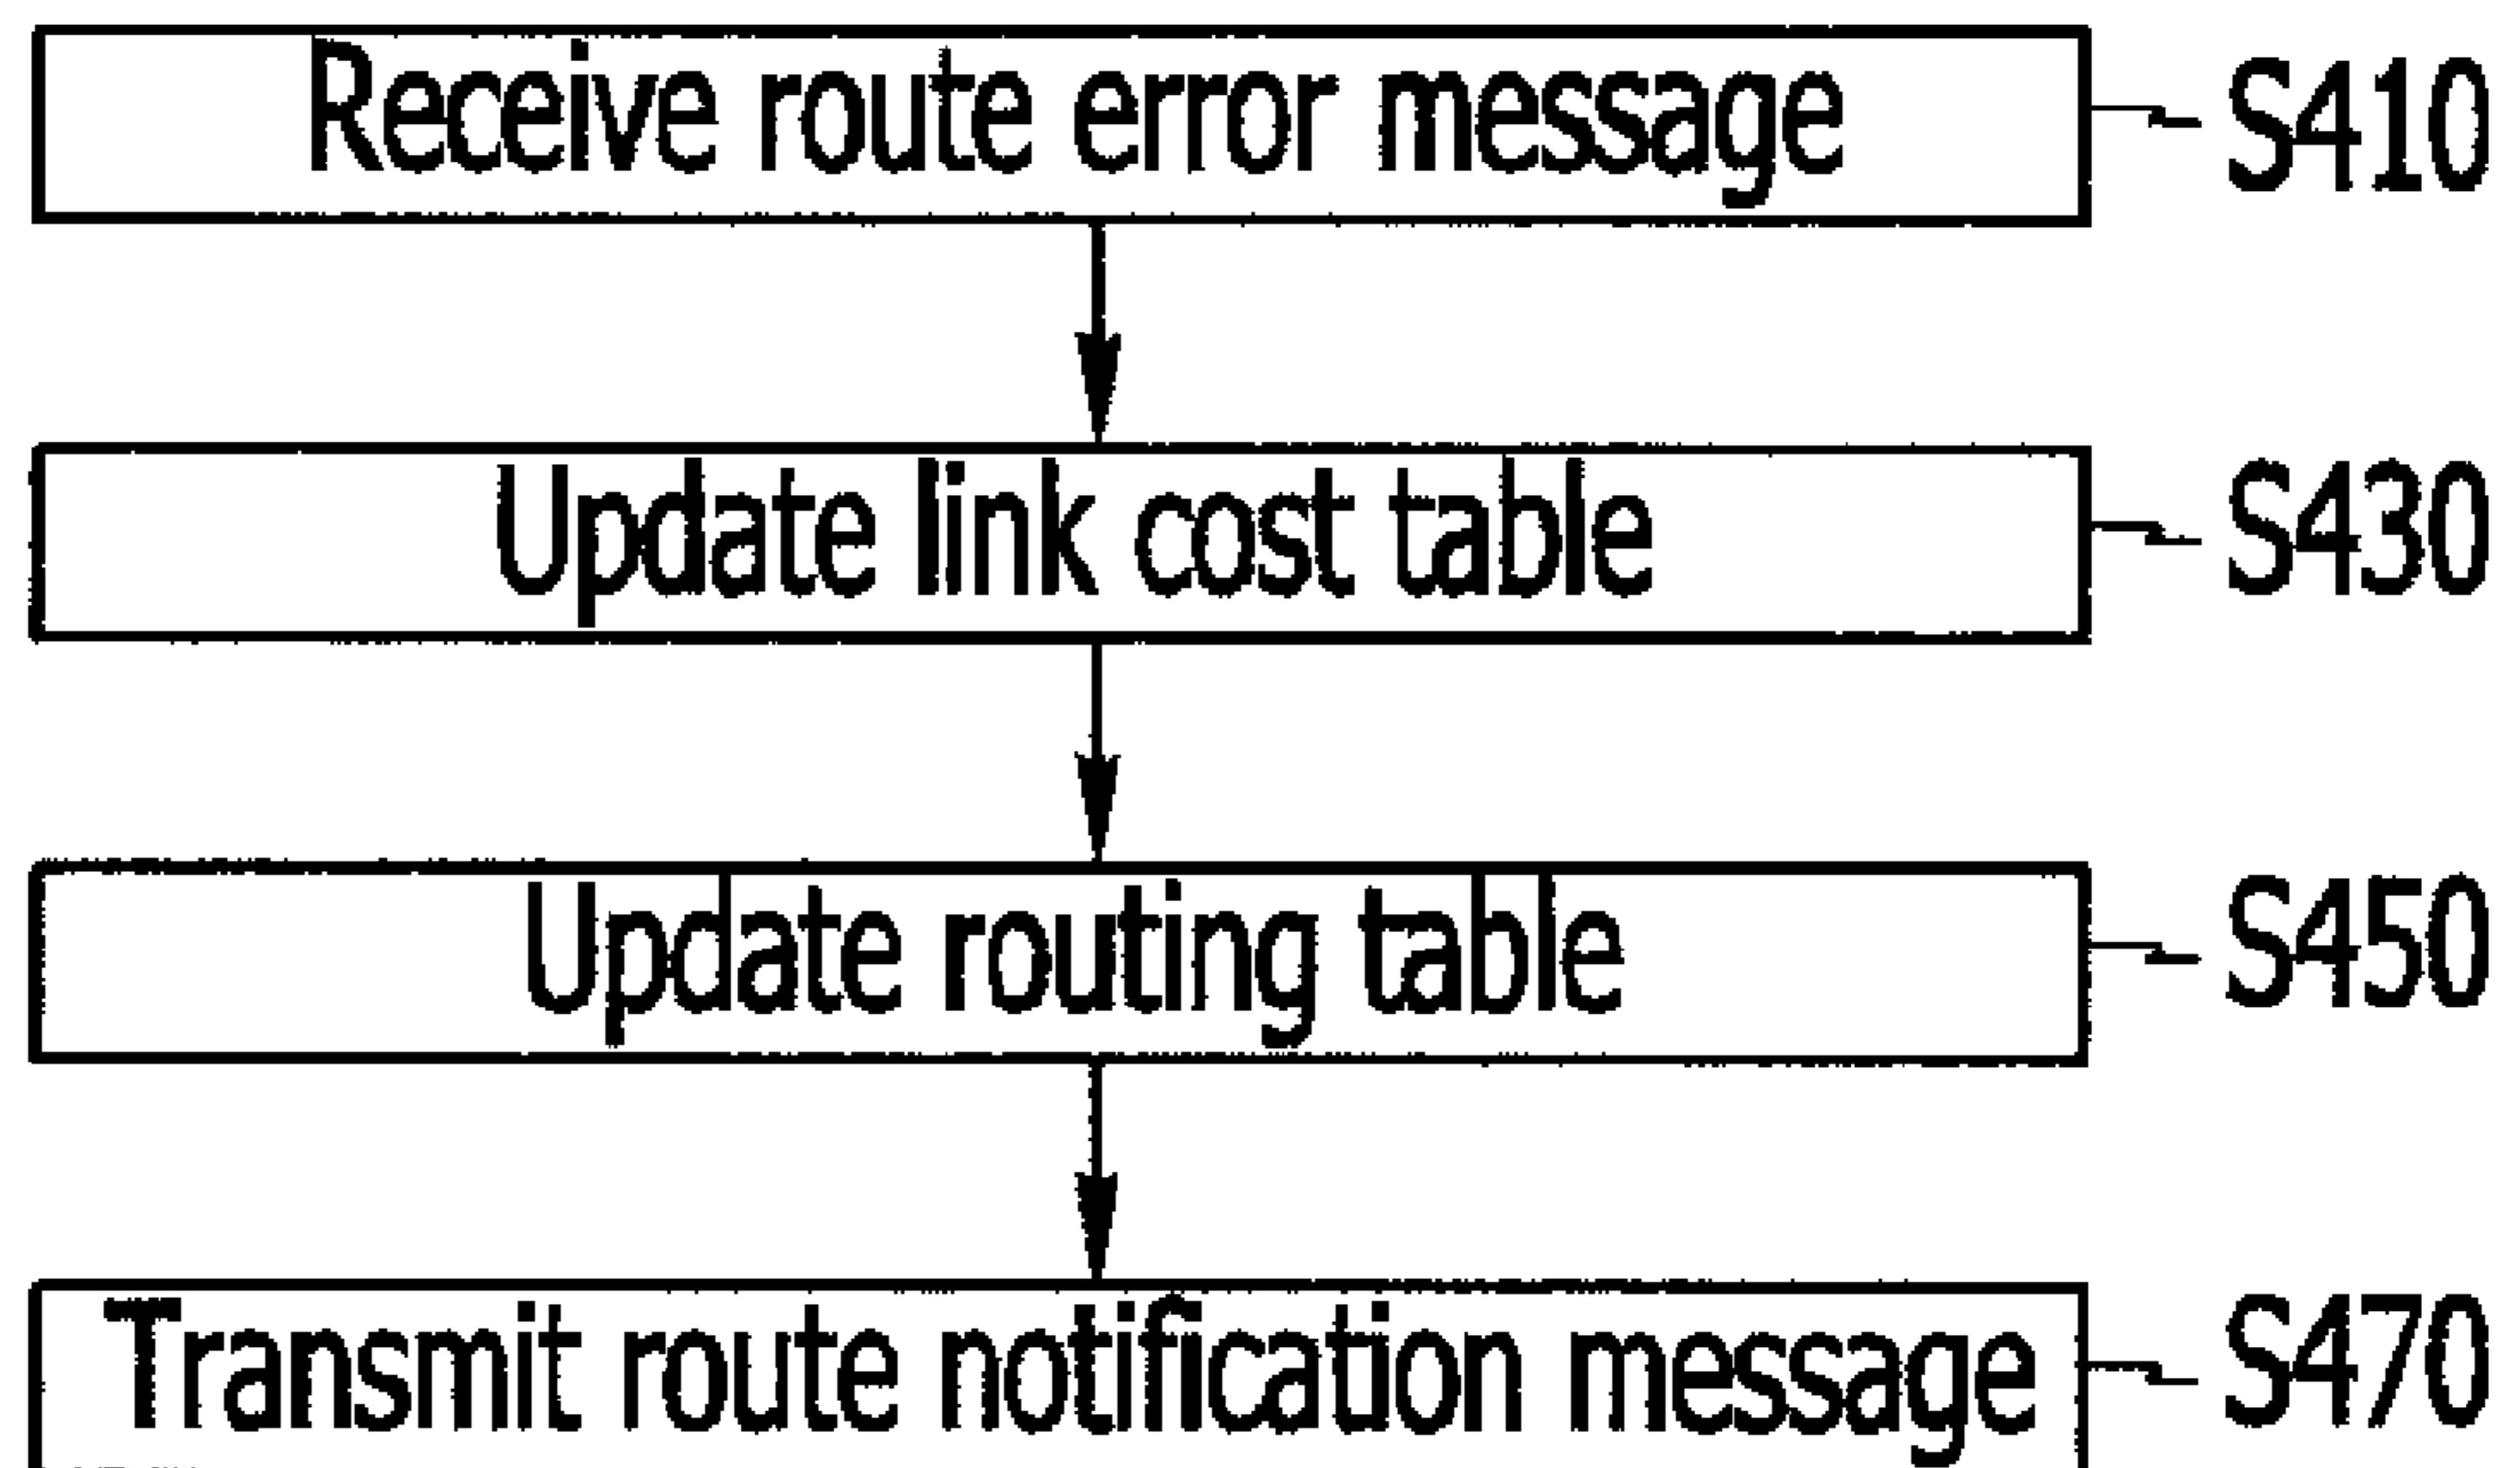 Receive route error message S410
Update link cost table S430
Update routing table S450
Transmit route notification message S470